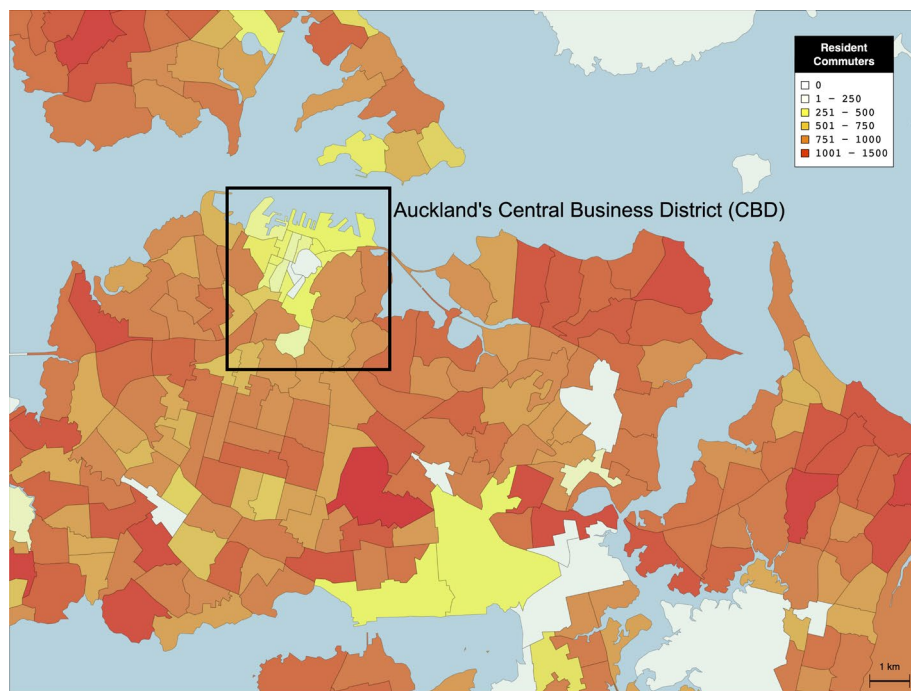 Resident
Commuters
0
1 – 250
251 – 500
501 – 750
751 – 1000
1001 – 1500
Auckland's Central Business District (CBD)
1 km